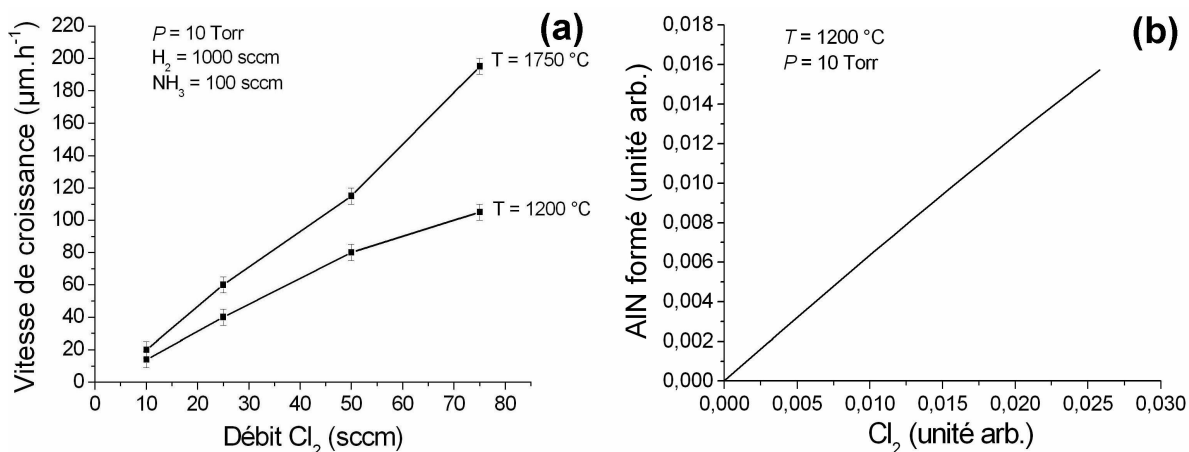 (a)
P = 10 Torr
H₂ = 1000 sccm
NH₃ = 100 sccm
T = 1750 °C
T = 1200 °C
Vitesse de croissance (µm.h⁻¹)
220
200
180
160
140
120
100
80
60
40
20
0
0 10 20 30 40 50 60 70 80
Débit Cl₂ (sccm)
(b)
T = 1200 °C
P = 10 Torr
AlN formé (unité arb.)
0,018
0,016
0,014
0,012
0,010
0,008
0,006
0,004
0,002
0,000
0,000 0,005 0,010 0,015 0,020 0,025 0,030
Cl₂ (unité arb.)